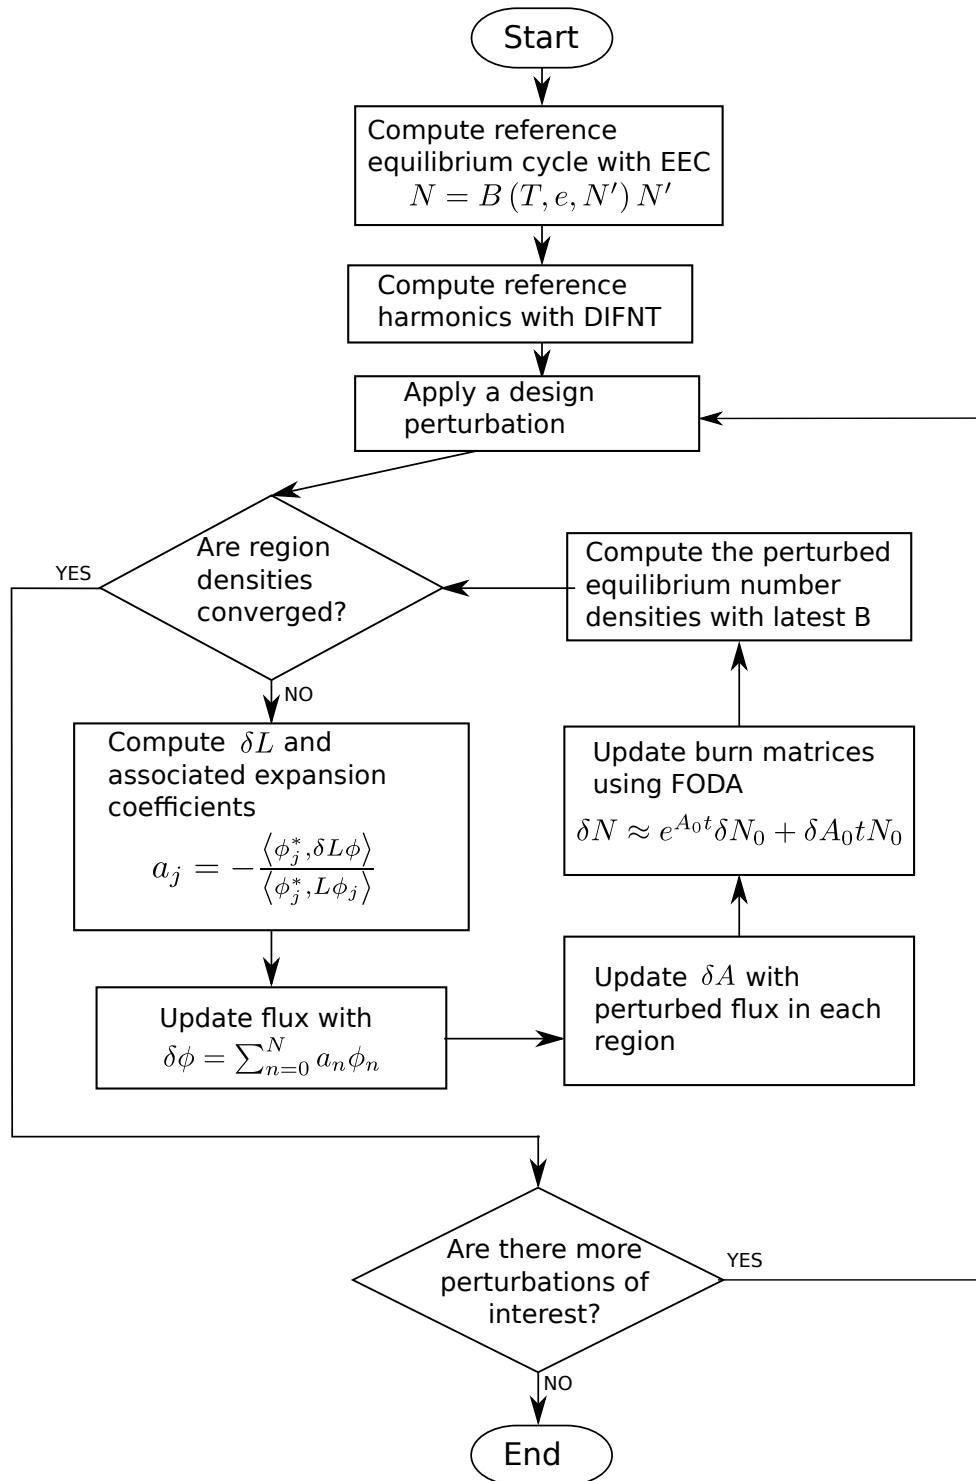 Start
Compute reference
equilibrium cycle with EEC
N = B (T, e, N′) N′
Compute reference
harmonics with DIFNT
Apply a design
perturbation
Are region
densities
converged?
YES
NO
Compute δL and
associated expansion
coefficients
a_j = − ⟨ϕ*_j, δLϕ⟩ / ⟨ϕ*_j, Lϕ_j⟩
Update flux with
δϕ = ∑_{n=0}^{N} a_n ϕ_n
Update δA with
perturbed flux in each
region
Update burn matrices
using FODA
δN ≈ e^{A_0 t} δN_0 + δA_0 t N_0
Compute the perturbed
equilibrium number
densities with latest B
Are there more
perturbations of
interest?
YES
NO
End